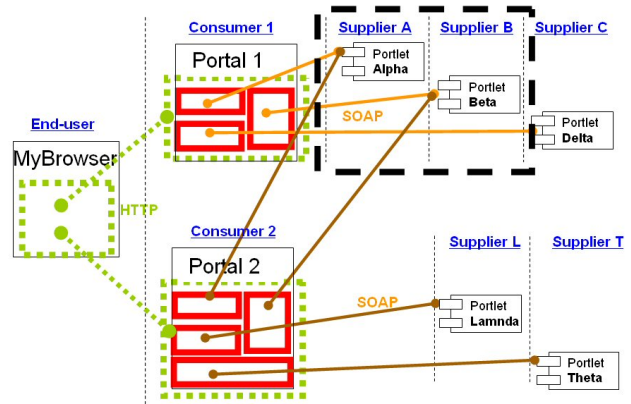 Consumer 1
Supplier A
Supplier B
Supplier C
Portal 1
Portlet
Alpha
Portlet
Beta
SOAP
Portlet
Delta
End-user
MyBrowser
HTTP
Consumer 2
Supplier L
Supplier T
Portal 2
SOAP
Portlet
Lamnda
Portlet
Theta